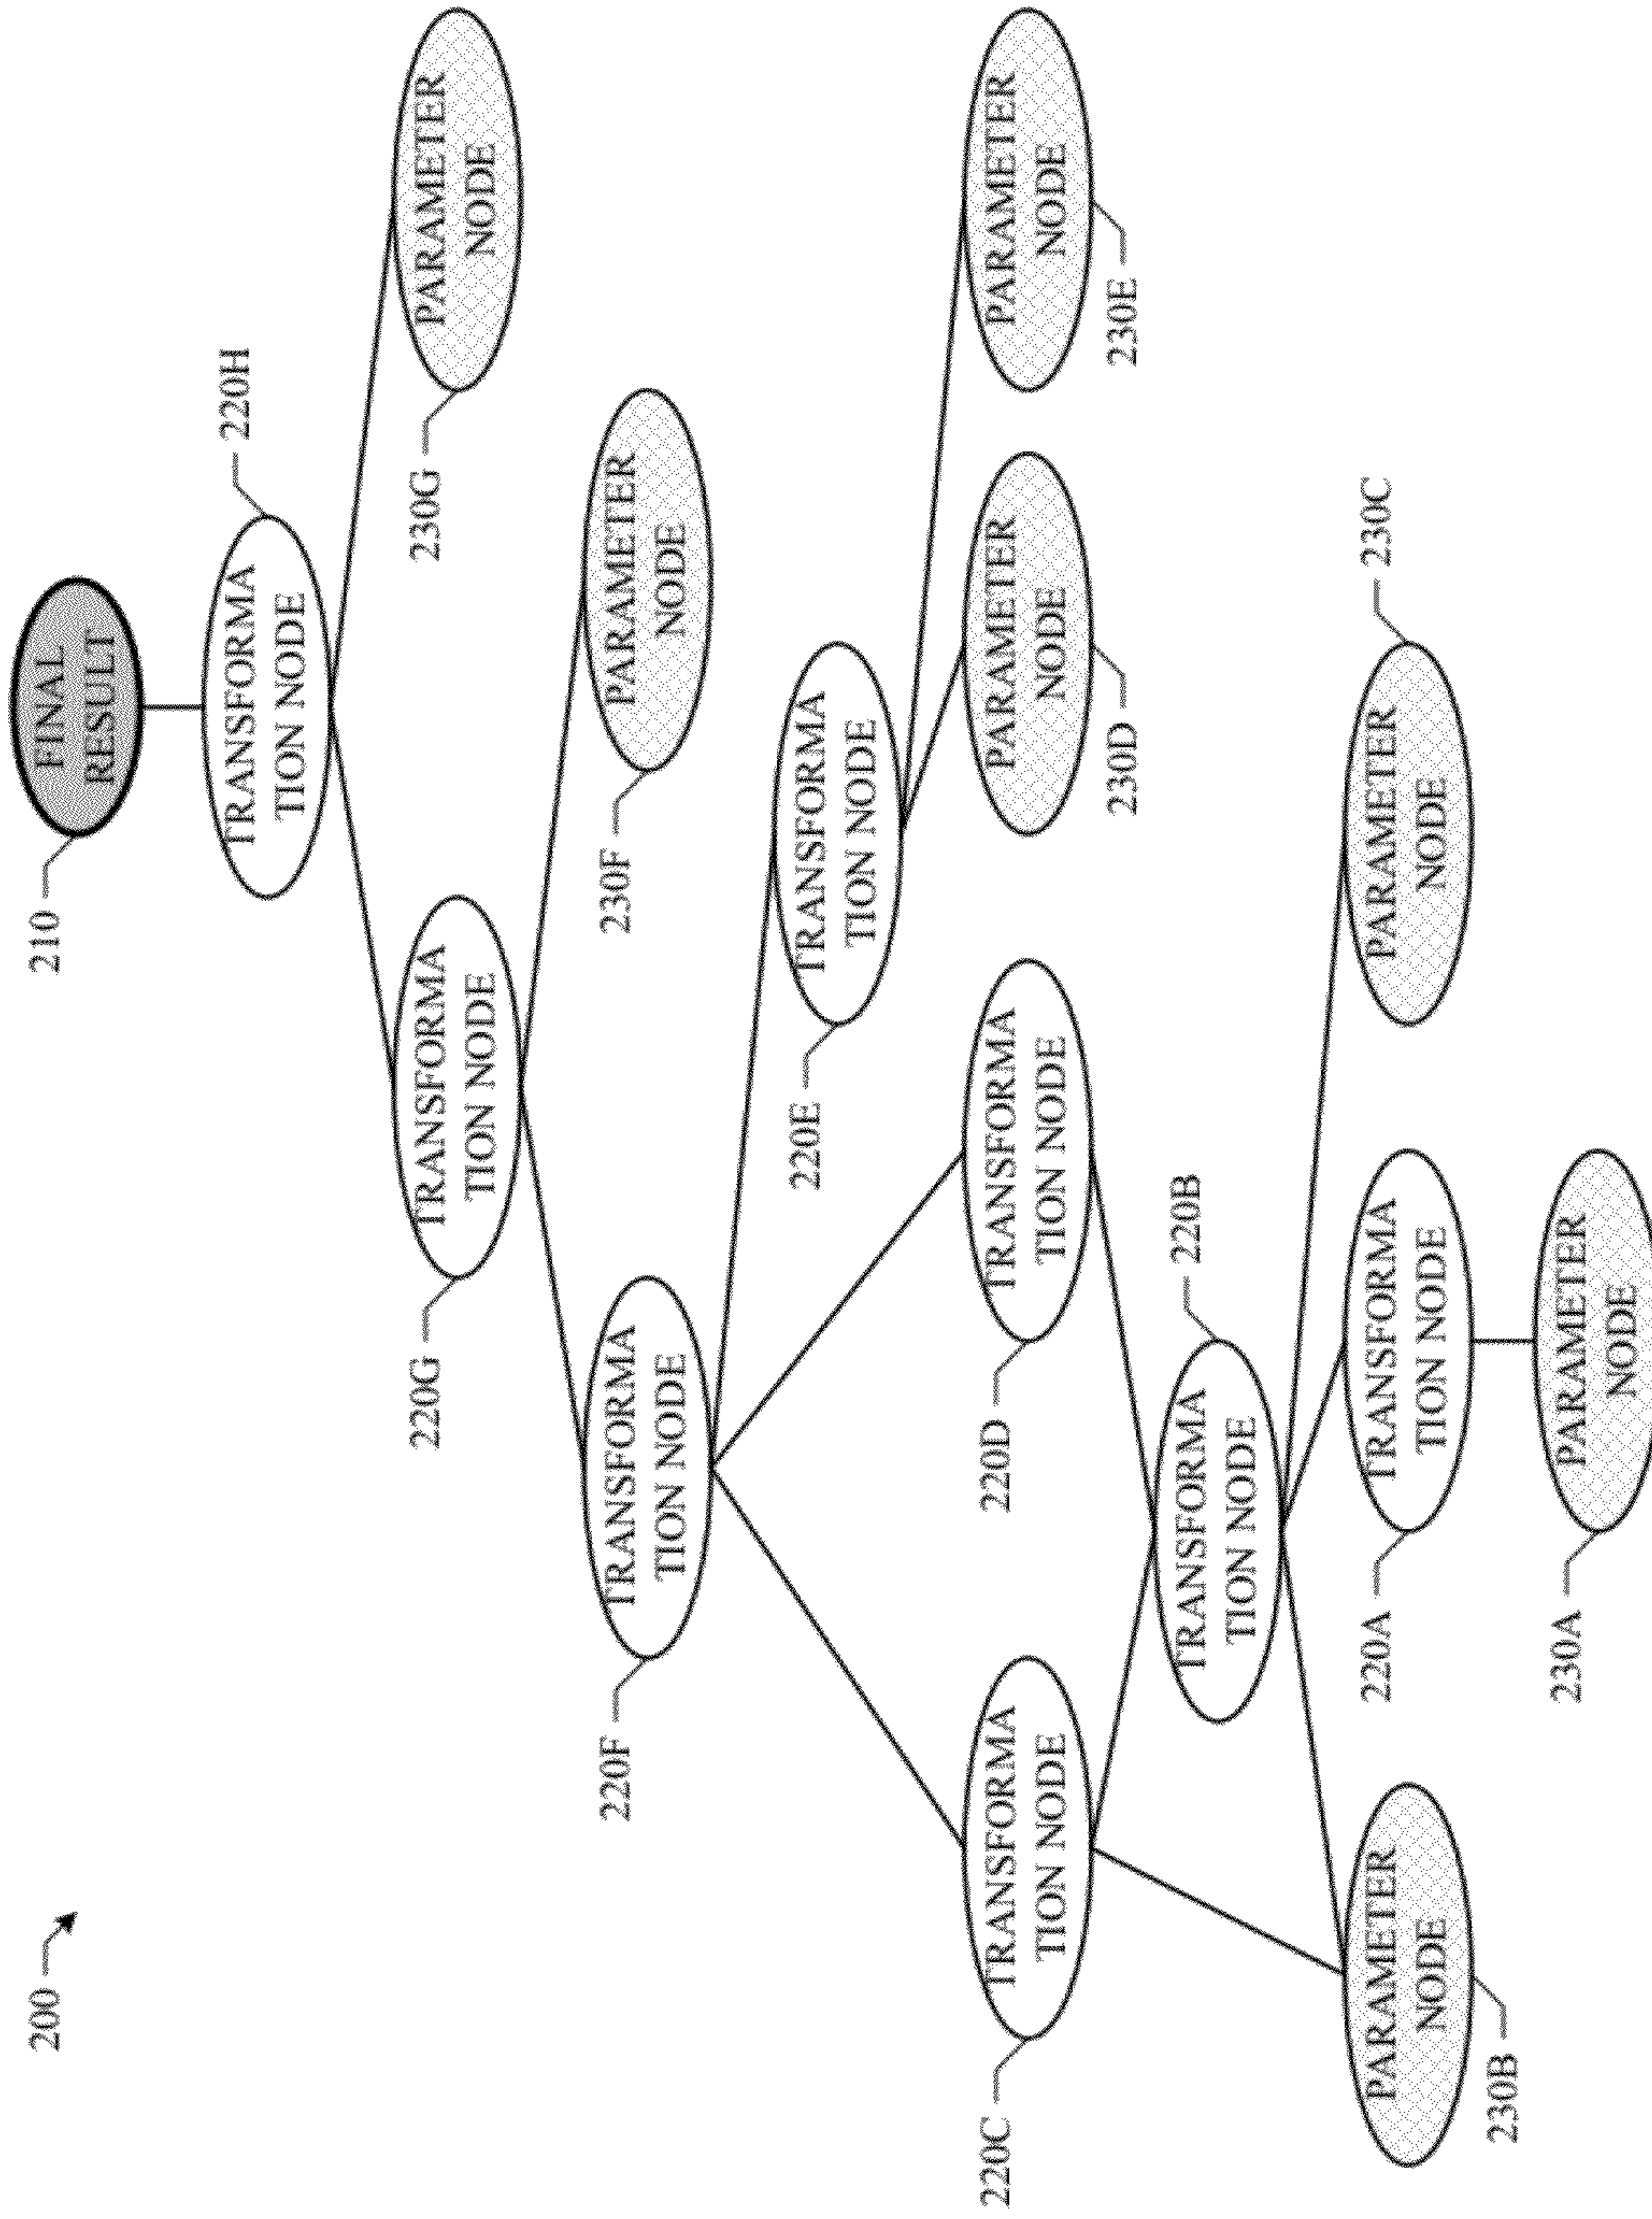 200
210
FINAL
RESULT
TRANSFORMA
TION NODE
220H
220G
TRANSFORMA
TION NODE
230G
PARAMETER
NODE
220F
TRANSFORMA
TION NODE
230F
PARAMETER
NODE
220E
TRANSFORMA
TION NODE
220C
TRANSFORMA
TION NODE
220D
TRANSFORMA
TION NODE
PARAMETER
NODE
230D
PARAMETER
NODE
230E
TRANSFORMA
TION NODE
220B
PARAMETER
NODE
230B
220A
TRANSFORMA
TION NODE
PARAMETER
NODE
230C
230A
PARAMETER
NODE